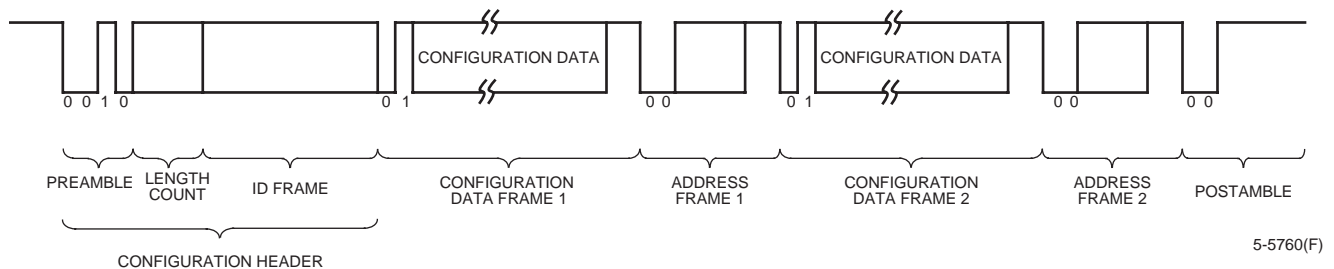 CONFIGURATION DATA
CONFIGURATION DATA
0 0 1 0
0 1
0 0
0 1
0 0
0 0
PREAMBLE
LENGTH
COUNT
ID FRAME
CONFIGURATION
DATA FRAME 1
ADDRESS
FRAME 1
CONFIGURATION
DATA FRAME 2
ADDRESS
FRAME 2
POSTAMBLE
CONFIGURATION HEADER
5-5760(F)